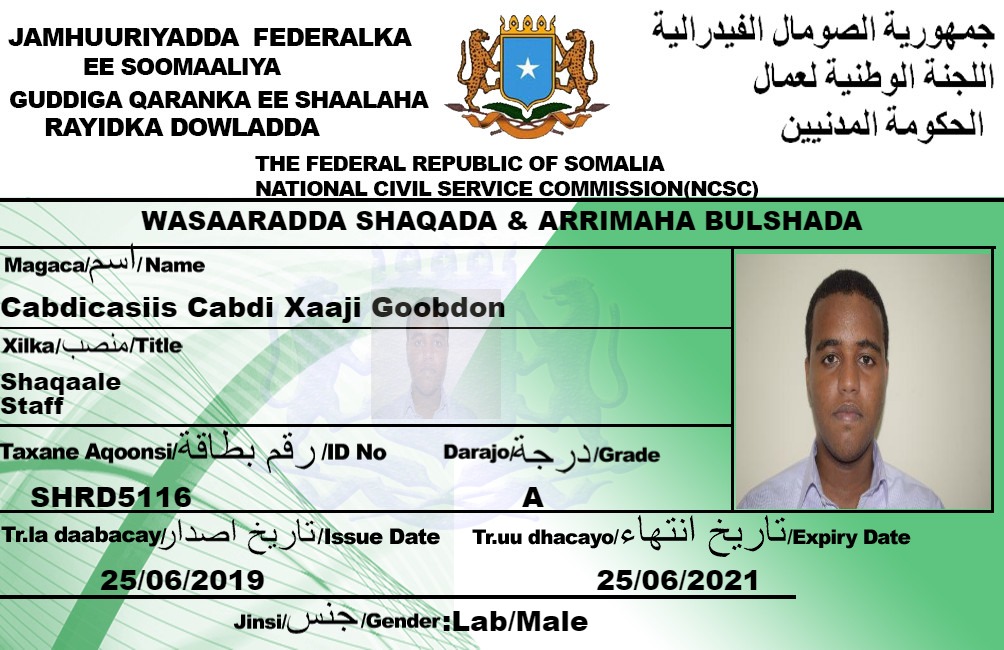 JAMHUURIYADDA FEDERALKA
EE SOOMAALIYA
GUDDIGA QARANKA EE SHAALAHA
RAYIDKA DOWLADDA
جمهورية الصومال الفيدرالية
اللجنة الوطنية لعمال
الحكومة المدنيين
THE FEDERAL REPUBLIC OF SOMALIA
NATIONAL CIVIL SERVICE COMMISSION(NCSC)
WASAARADDA SHAQADA & ARRIMAHA BULSHADA
Magaca/اسم/Name
Cabdicasiis Cabdi Xaaji Goobdon
Xilka/منصب/Title
Shaqaale
Staff
Taxane Aqoonsi/رقم بطاقة/ID No
Darajo/درجة/Grade
SHRD5116
A
Tr.la daabacay/تاريخ اصدار/Issue Date
Tr.uu dhacayo/تاريخ انتهاء/Expiry Date
25/06/2019
25/06/2021
Jinsi/جنس/Gender:Lab/Male